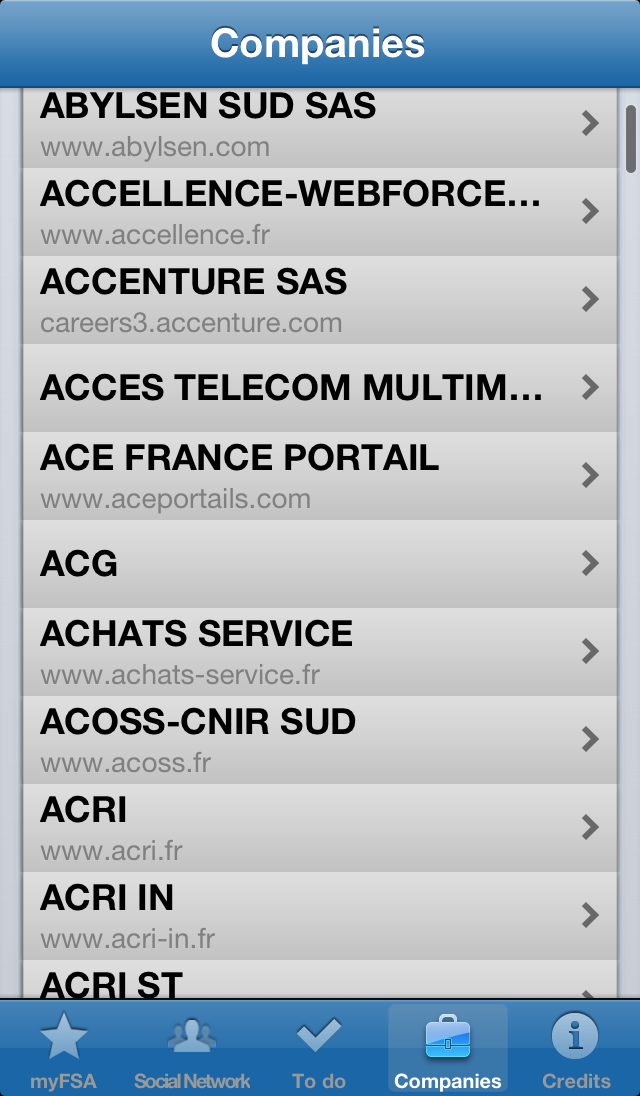 Companies
ABYLSEN SUD SAS
www.abylsen.com
ACCELLENCE-WEBFORCE...
www.accellence.fr
ACCENTURE SAS
careers3.accenture.com
ACCES TELECOM MULTIM...
ACE FRANCE PORTAIL
www.aceportails.com
ACG
ACHATS SERVICE
www.achats-service.fr
ACOSS-CNIR SUD
www.acoss.fr
ACRI
www.acri.fr
ACRI IN
www.acri-in.fr
ACRI ST
myFSA Social Network To do Companies Credits